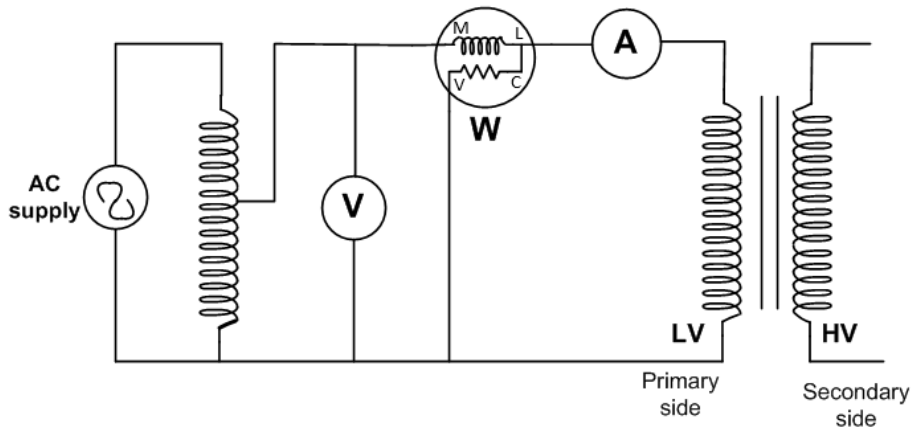 M L
V C
W
A
AC
supply
V
LV
HV
Primary
side
Secondary
side